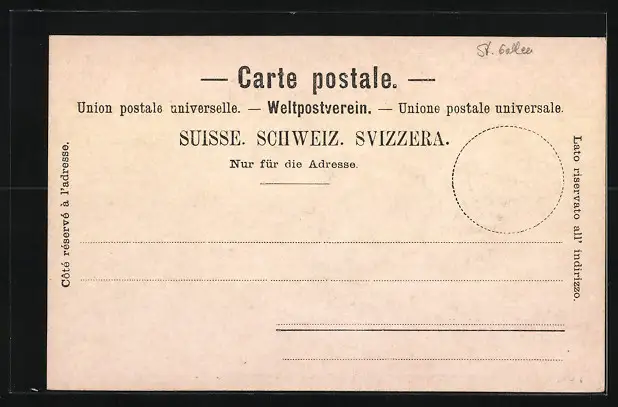 St. Gallen
— Carte postale. —
Union postale universelle. — Weltpostverein. — Unione postale universale.
SUISSE. SCHWEIZ. SVIZZERA.
Nur für die Adresse.
Côté réservé à l'adresse.
Lato riservato all' indirizzo.